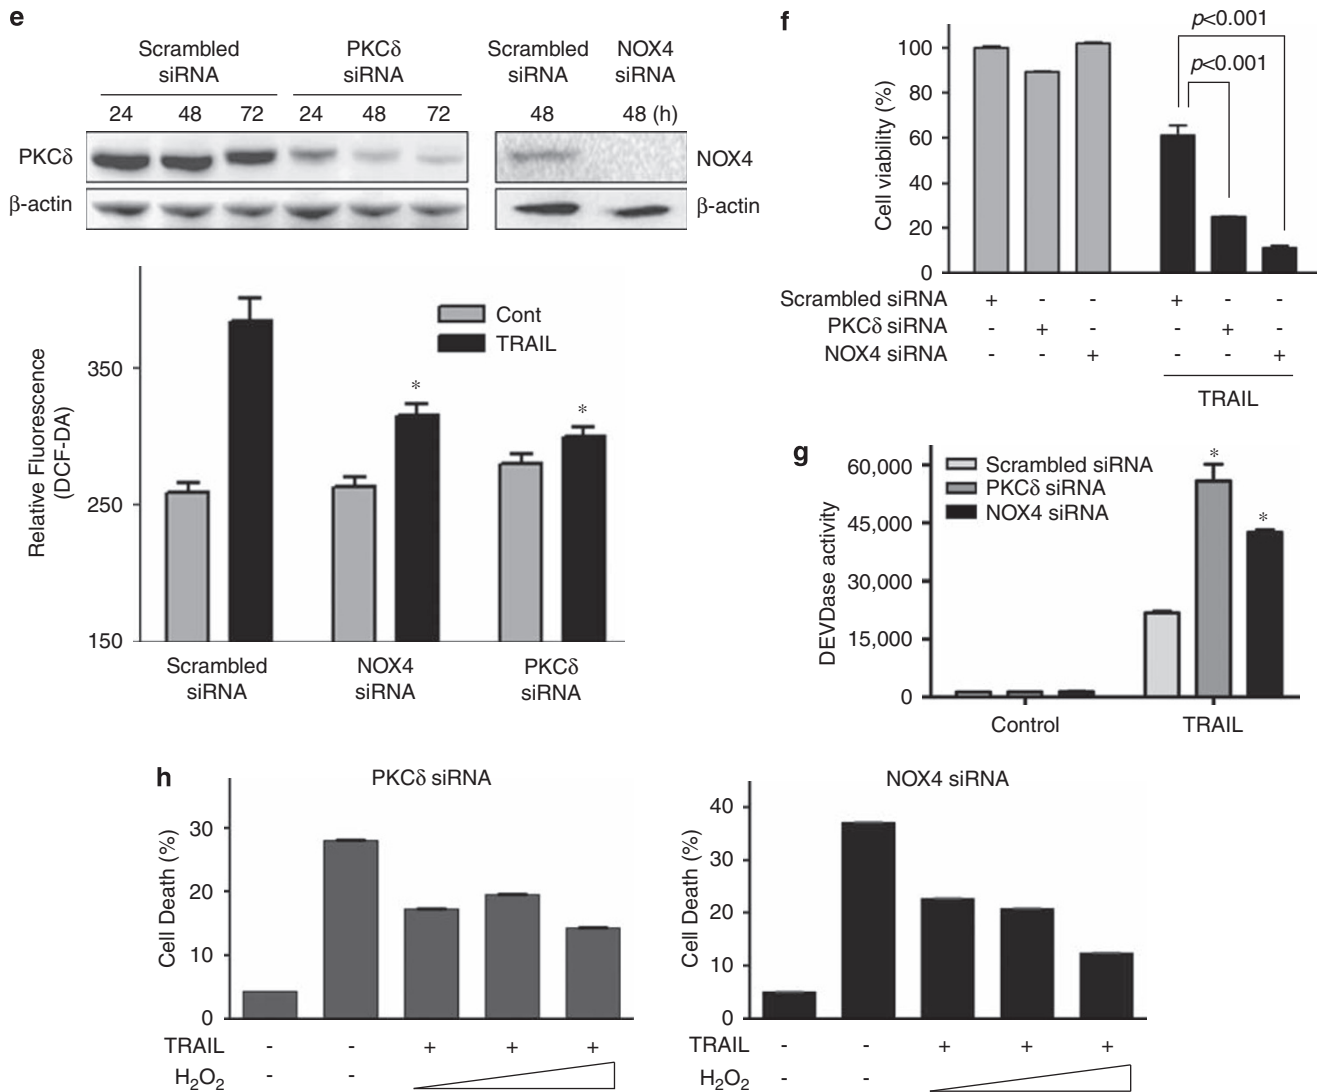 e
Scrambled siRNA
PKCδ siRNA
Scrambled siRNA
NOX4 siRNA
24 48 72 24 48 72 48 48 (h)
PKCδ
NOX4
β-actin
β-actin
Relative Fluorescence (DCF-DA)
350
250
150
Cont
TRAIL
*
*
Scrambled siRNA
NOX4 siRNA
PKCδ siRNA
f
Cell viability (%)
100
80
60
40
20
0
p<0.001
p<0.001
Scrambled siRNA + - - + - -
PKCδ siRNA - + - - + -
NOX4 siRNA - - + - - +
TRAIL
g
DEVDase activity
60,000
45,000
30,000
15,000
0
Scrambled siRNA
PKCδ siRNA
NOX4 siRNA
*
*
Control
TRAIL
h
PKCδ siRNA
Cell Death (%)
30
20
10
0
TRAIL - - + + +
H₂O₂ - -
NOX4 siRNA
Cell Death (%)
40
30
20
10
0
TRAIL - - + + +
H₂O₂ - -